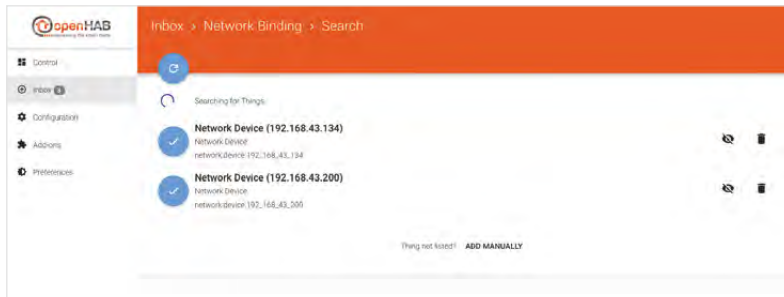 openHAB
Inbox > Network Binding > Search
Control
Inbox
Configuration
Add-ons
Preferences
Searching for Things
Network Device (192.168.43.134)
Network Device
network:device:192_168_43_134
Network Device (192.168.43.200)
Network Device
network:device:192_168_43_200
Thing not listed? ADD MANUALLY